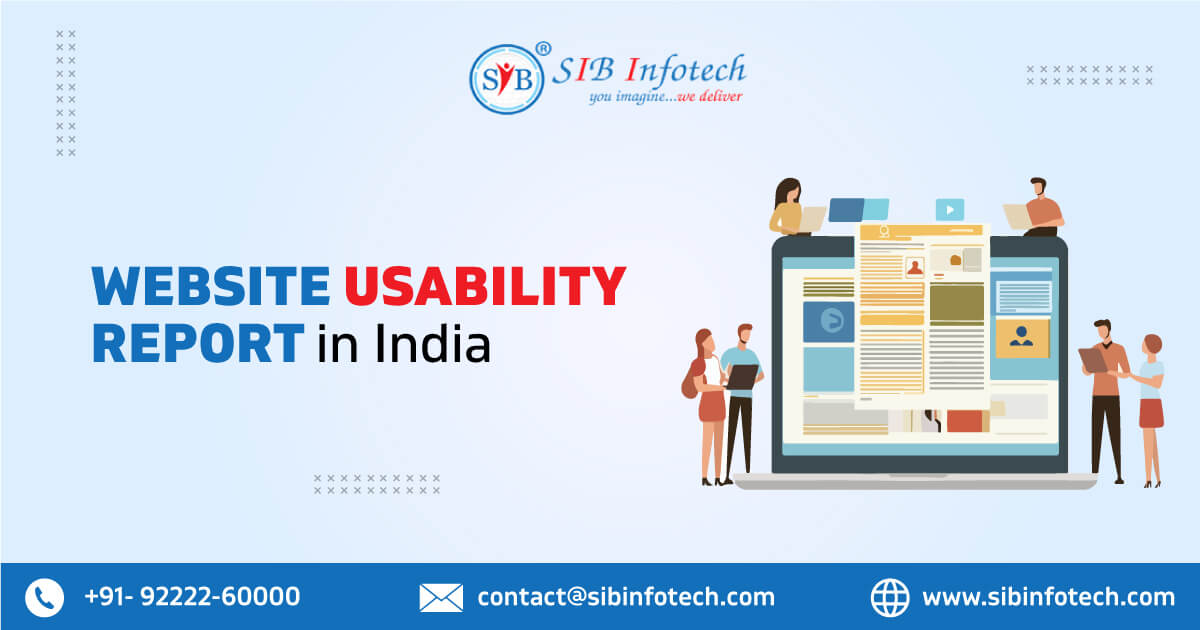 SIB
®
SIB Infotech
you imagine...we deliver
WEBSITE USABILITY
REPORT in India
+91- 92222-60000
contact@sibinfotech.com
www.sibinfotech.com